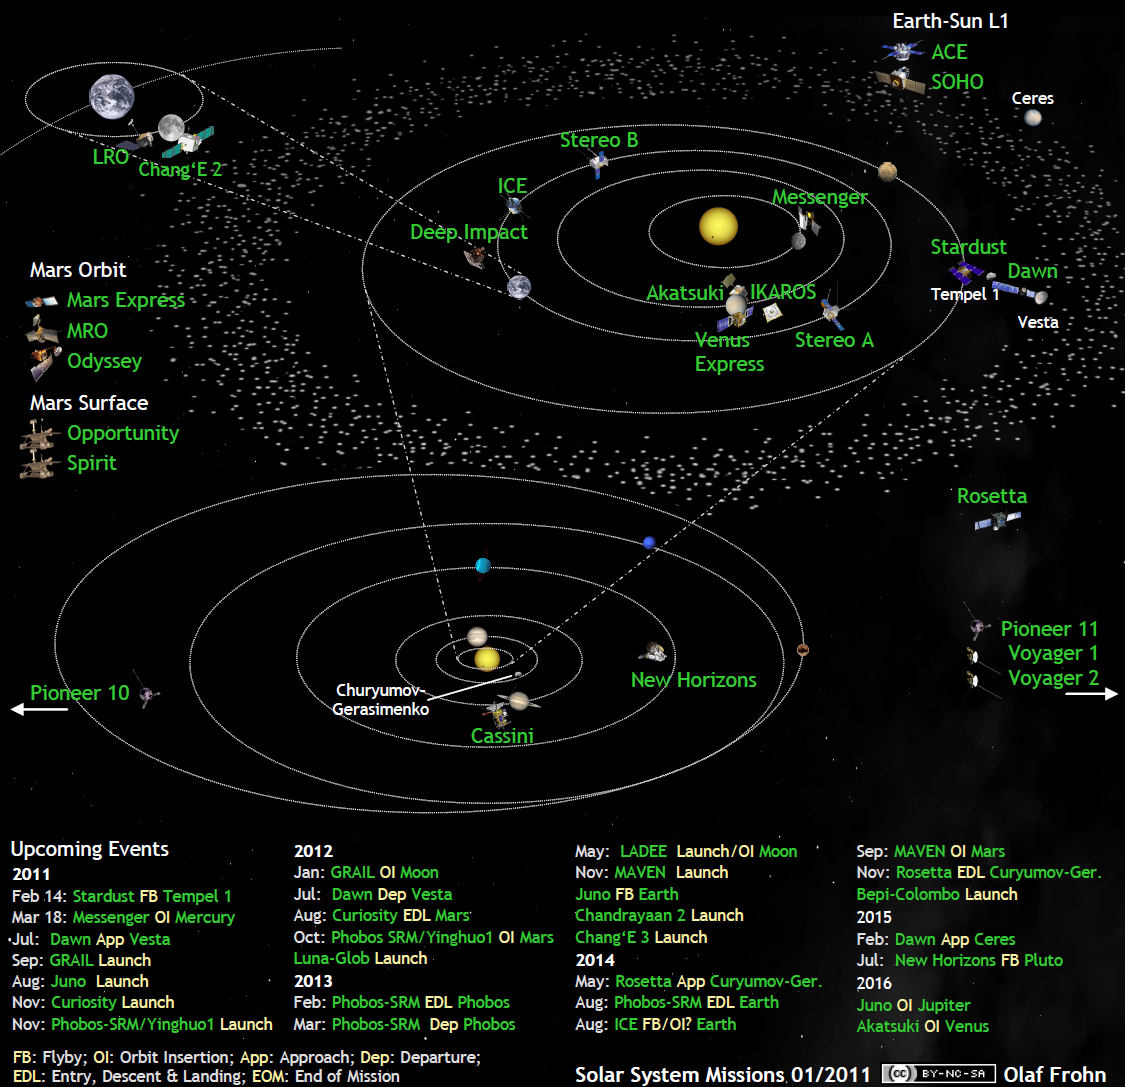 Earth-Sun L1
ACE
SOHO
Ceres
LRO
Chang‘E 2
Stereo B
ICE
Messenger
Deep Impact
Stardust
Dawn
Tempel 1
Vesta
Akatsuki
IKAROS
Venus
Express
Stereo A
Mars Orbit
Mars Express
MRO
Odyssey
Mars Surface
Opportunity
Spirit
Rosetta
Pioneer 11
Voyager 1
Voyager 2
New Horizons
Pioneer 10
Churyumov-
Gerasimenko
Cassini
Upcoming Events
2011
Feb 14: Stardust FB Tempel 1
Mar 18: Messenger OI Mercury
Jul: Dawn App Vesta
Sep: GRAIL Launch
Aug: Juno Launch
Nov: Curiosity Launch
Nov: Phobos-SRM/Yinghuo1 Launch
2012
Jan: GRAIL OI Moon
Jul: Dawn Dep Vesta
Aug: Curiosity EDL Mars
Oct: Phobos SRM/Yinghuo1 OI Mars
Luna-Glob Launch
2013
Feb: Phobos-SRM EDL Phobos
Mar: Phobos-SRM Dep Phobos
May: LADEE Launch/OI Moon
Nov: MAVEN Launch
Juno FB Earth
Chandrayaan 2 Launch
Chang‘E 3 Launch
2014
May: Rosetta App Curyumov-Ger.
Aug: Phobos-SRM EDL Earth
Aug: ICE FB/OI? Earth
Sep: MAVEN OI Mars
Nov: Rosetta EDL Curyumov-Ger.
Bepi-Colombo Launch
2015
Feb: Dawn App Ceres
Jul: New Horizons FB Pluto
2016
Juno OI Jupiter
Akatsuki OI Venus
FB: Flyby; OI: Orbit Insertion; App: Approach; Dep: Departure;
EDL: Entry, Descent & Landing; EOM: End of Mission
Solar System Missions 01/2011 cc BY-NC-SA Olaf Frohn